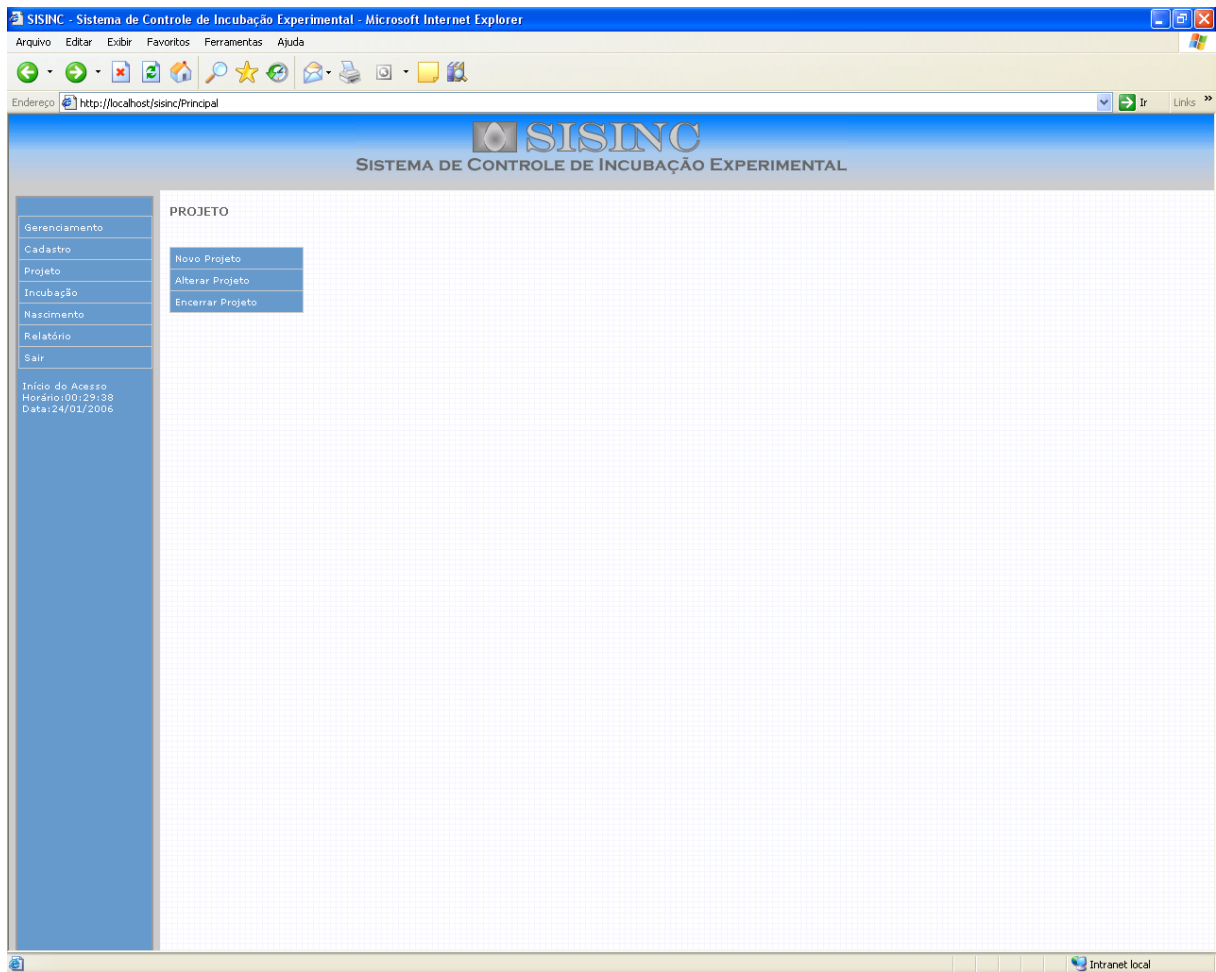 SISINC - Sistema de Controle de Incubação Experimental - Microsoft Internet Explorer
Arquivo Editar Exibir Favoritos Ferramentas Ajuda
Endereço http://localhost/sisinc/Principal Ir Links »
SISINC
SISTEMA DE CONTROLE DE INCUBAÇÃO EXPERIMENTAL
Gerenciamento
Cadastro
Projeto
Incubação
Nascimento
Relatório
Sair
Início do Acesso
Horário:00:29:38
Data:24/01/2006
PROJETO
Novo Projeto
Alterar Projeto
Encerrar Projeto
Intranet local